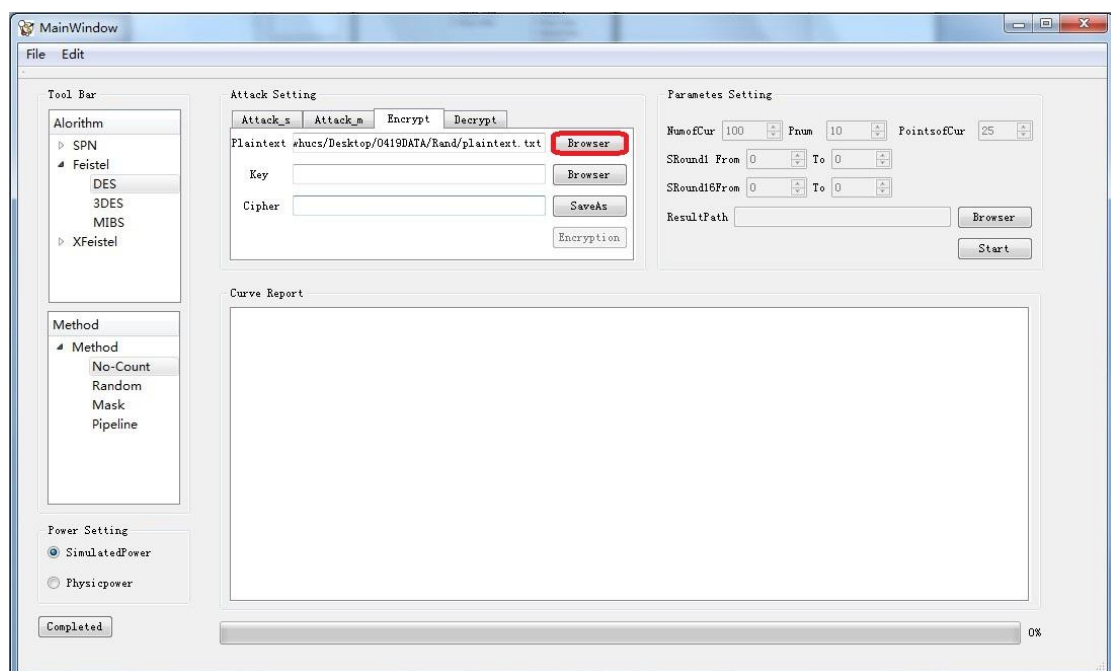 MainWindow
File Edit
Tool Bar
Alorithm
SPN
Feistel
DES
3DES
MIBS
XFeistel
Method
Method
No-Count
Random
Mask
Pipeline
Power Setting
SimulatedPower
Physicpower
Completed
Attack Setting
Attack_s Attack_m Encrypt Decrypt
Plaintext whucs/Desktop/0419DATA/Rand/plaintext.txt Browser
Key Browser
Cipher SaveAs
Encryption
Parametes Setting
NumofCur 100 Pnum 10 PointsofCur 25
SRound1 From 0 To 0
SRound16From 0 To 0
ResultPath Browser
Start
Curve Report
0%